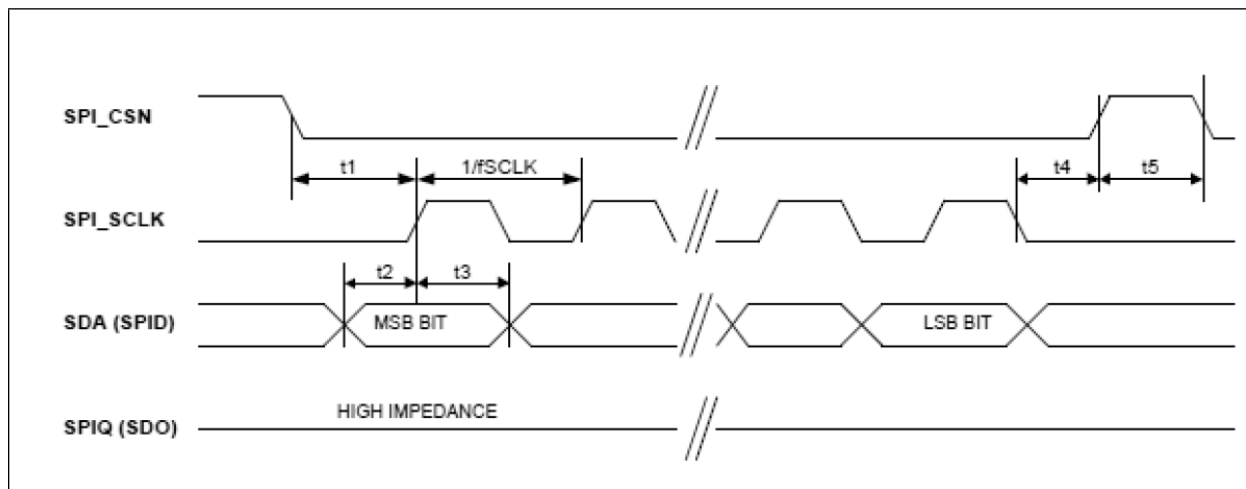 SPI_CSN
t1
1/fSCLK
t4
t5
SPI_SCLK
t2
t3
SDA (SPID)
MSB BIT
LSB BIT
HIGH IMPEDANCE
SPIQ (SDO)